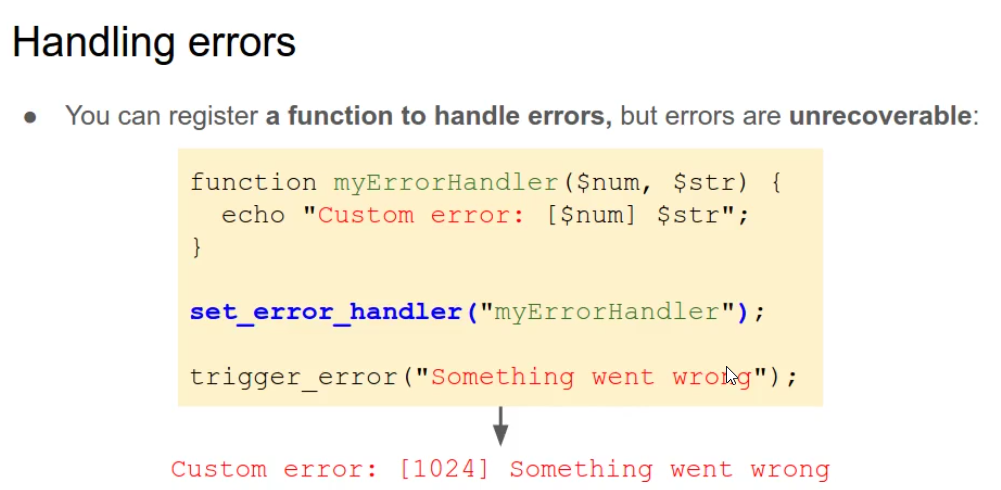 Handling errors
● You can register a function to handle errors, but errors are unrecoverable:
function myErrorHandler($num, $str) {
  echo "Custom error: [$num] $str";
}
set_error_handler("myErrorHandler");
trigger_error("Something went wrong");
Custom error: [1024] Something went wrong